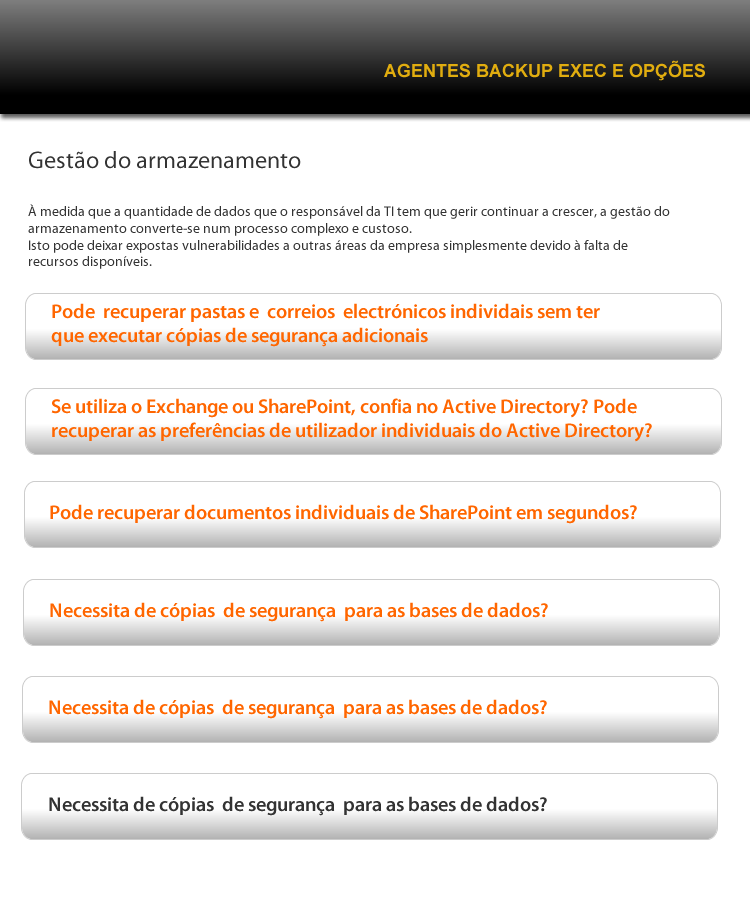 AGENTES BACKUP EXEC E OPÇÕES
Gestão do armazenamento
À medida que a quantidade de dados que o responsável da TI tem que gerir continuar a crescer, a gestão do
armazenamento converte-se num processo complexo e custoso.
Isto pode deixar expostas vulnerabilidades a outras áreas da empresa simplesmente devido à falta de
recursos disponíveis.
Pode recuperar pastas e correios electrónicos individais sem ter
que executar cópias de segurança adicionais
Se utiliza o Exchange ou SharePoint, confia no Active Directory? Pode
recuperar as preferências de utilizador individuais do Active Directory?
Pode recuperar documentos individuais de SharePoint em segundos?
Necessita de cópias de segurança para as bases de dados?
Necessita de cópias de segurança para as bases de dados?
Necessita de cópias de segurança para as bases de dados?